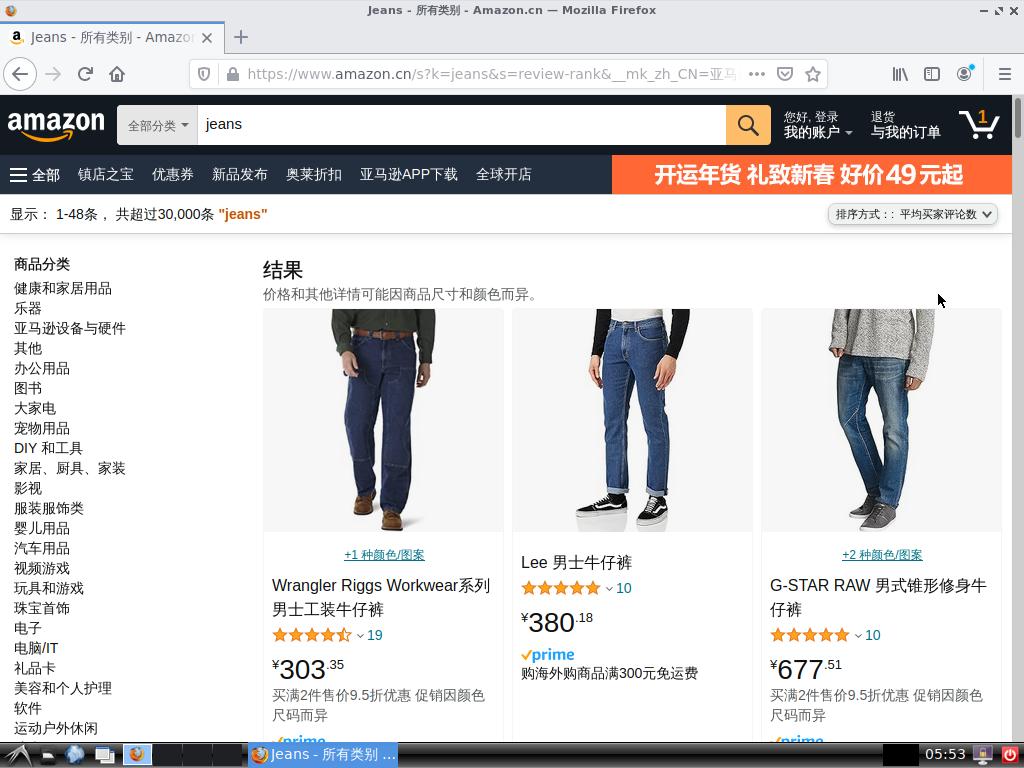 Jeans - 所有类别 - Amazon.cn — Mozilla Firefox
Jeans - 所有类别 - Amazo
https://www.amazon.cn/s?k=jeans&s=review-rank&__mk_zh_CN=亚马
amazon
全部分类
jeans
您好, 登录
我的账户
退货
与我的订单
1
全部
镇店之宝
优惠券
新品发布
奥莱折扣
亚马逊APP下载
全球开店
开运年货 礼致新春 好价49元起
显示： 1-48条， 共超过30,000条 "jeans"
排序方式：: 平均买家评论数
商品分类
健康和家居用品
乐器
亚马逊设备与硬件
其他
办公用品
图书
大家电
宠物用品
DIY 和工具
家居、厨具、家装
影视
服装服饰类
婴儿用品
汽车用品
视频游戏
玩具和游戏
珠宝首饰
电子
电脑/IT
礼品卡
美容和个人护理
软件
运动户外休闲
结果
价格和其他详情可能因商品尺寸和颜色而异。
+1 种颜色/图案
Wrangler Riggs Workwear系列
男士工装牛仔裤
19
¥303.35
买满2件售价9.5折优惠 促销因颜色
尺码而异
prime
Lee 男士牛仔裤
10
¥380.18
prime
购海外购商品满300元免运费
+2 种颜色/图案
G-STAR RAW 男式锥形修身牛
仔裤
10
¥677.51
买满2件售价9.5折优惠 促销因颜色
尺码而异
prime
Jeans - 所有类别 ...
05:53